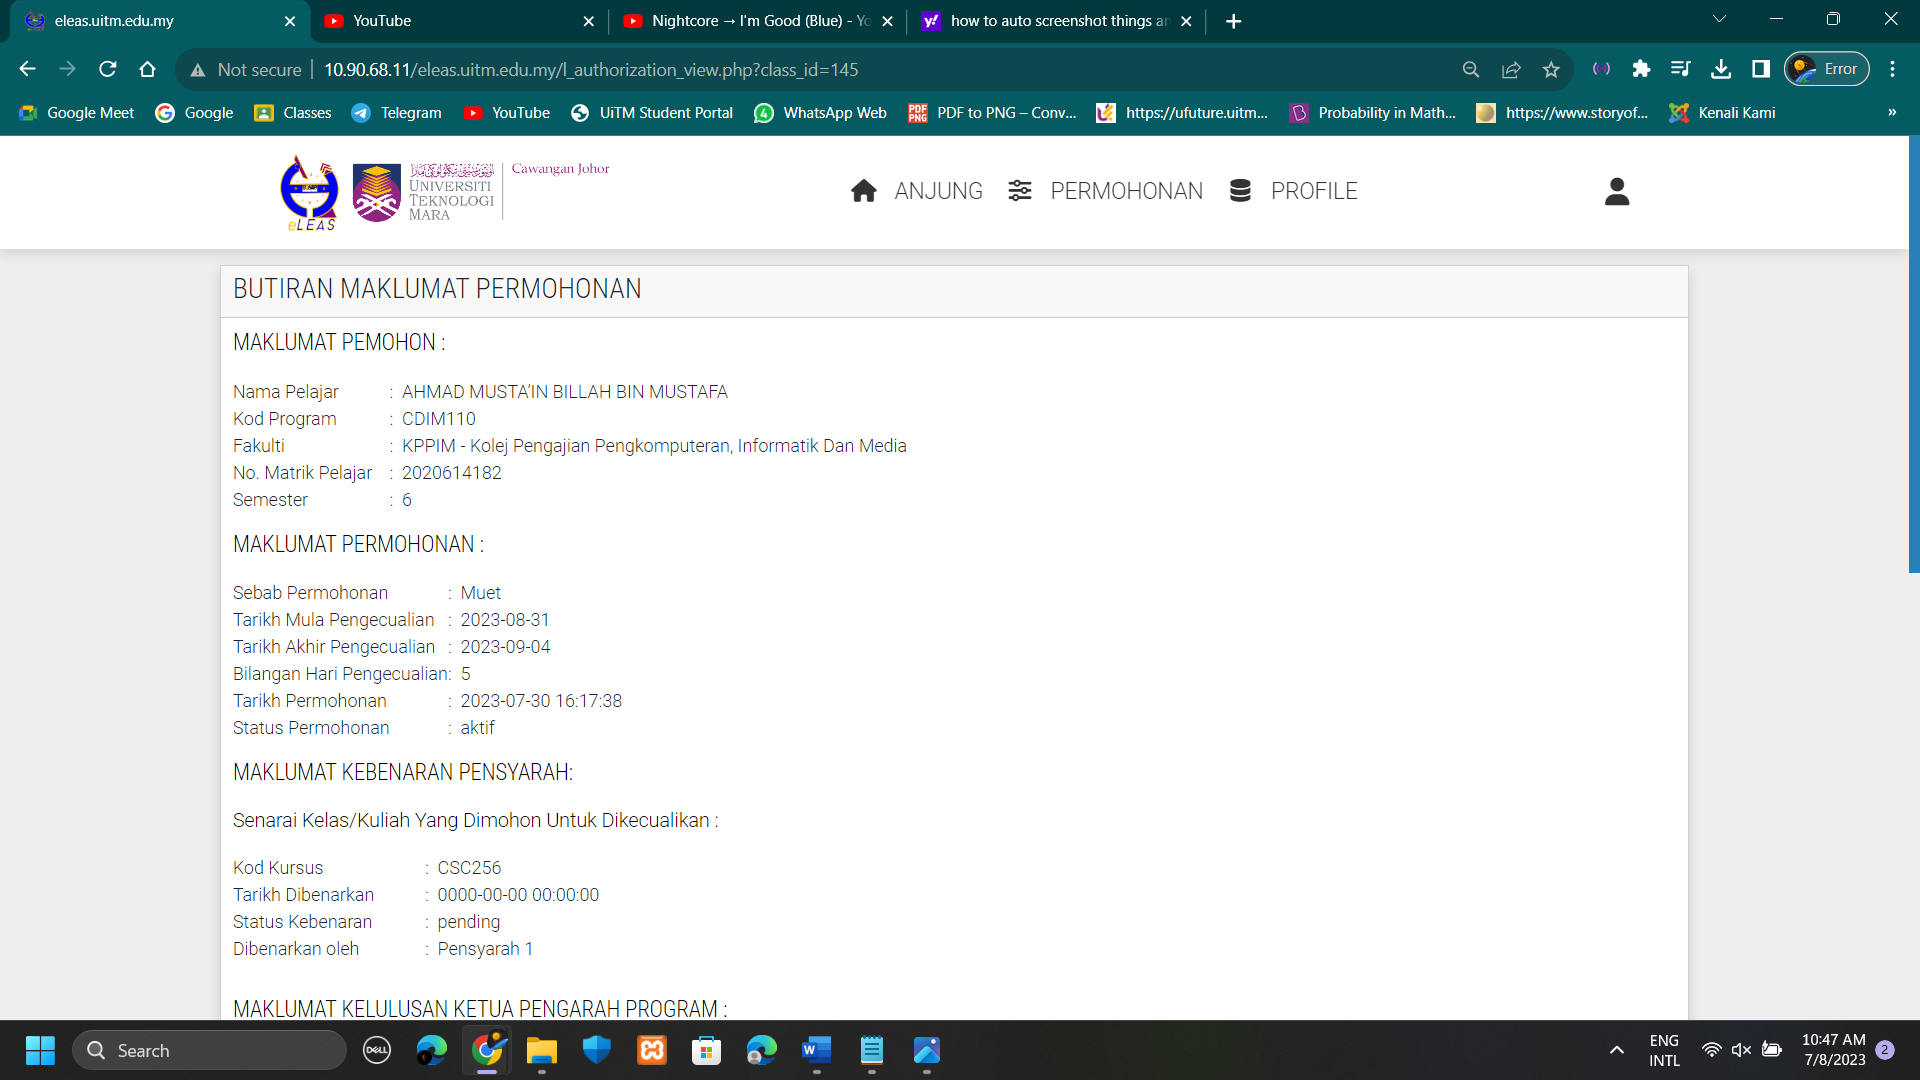 eleas.uitm.edu.my
YouTube
Nightcore → I'm Good (Blue) - Yo
how to auto screenshot things an
Not secure
10.90.68.11/eleas.uitm.edu.my/l_authorization_view.php?class_id=145
Error
Google Meet
Google
Classes
Telegram
YouTube
UiTM Student Portal
WhatsApp Web
PDF to PNG – Conv...
https://ufuture.uitm...
Probability in Math...
https://www.storyof...
Kenali Kami
»
eLEAS
UNIVERSITI
TEKNOLOGI
MARA
Cawangan Johor
ANJUNG
PERMOHONAN
PROFILE
BUTIRAN MAKLUMAT PERMOHONAN
MAKLUMAT PEMOHON :
Nama Pelajar : AHMAD MUSTA'IN BILLAH BIN MUSTAFA
Kod Program : CDIM110
Fakulti : KPPIM - Kolej Pengajian Pengkomputeran, Informatik Dan Media
No. Matrik Pelajar : 2020614182
Semester : 6
MAKLUMAT PERMOHONAN :
Sebab Permohonan : Muet
Tarikh Mula Pengecualian : 2023-08-31
Tarikh Akhir Pengecualian : 2023-09-04
Bilangan Hari Pengecualian: 5
Tarikh Permohonan : 2023-07-30 16:17:38
Status Permohonan : aktif
MAKLUMAT KEBENARAN PENSYARAH:
Senarai Kelas/Kuliah Yang Dimohon Untuk Dikecualikan :
Kod Kursus : CSC256
Tarikh Dibenarkan : 0000-00-00 00:00:00
Status Kebenaran : pending
Dibenarkan oleh : Pensyarah 1
MAKLUMAT KELULUSAN KETUA PENGARAH PROGRAM :
Search
DELL
ENG
INTL
10:47 AM
7/8/2023
2